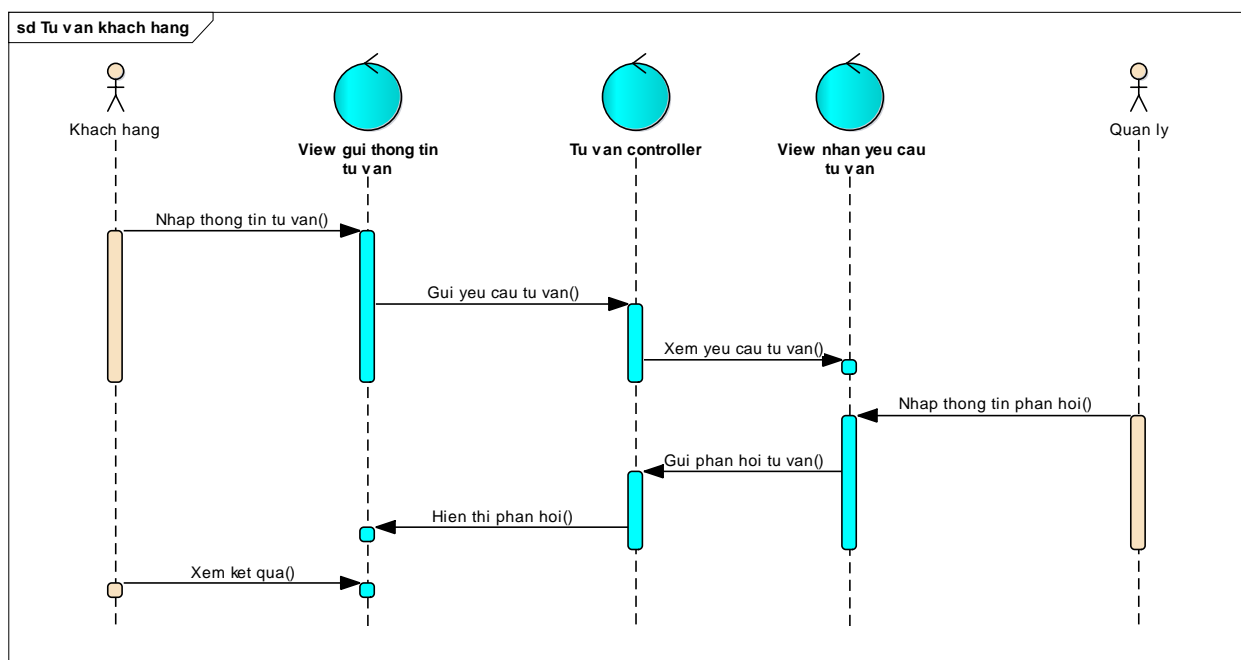 sd Tu van khach hang
Khach hang
View gui thong tin
tu van
Tu van controller
View nhan yeu cau
tu van
Quan ly
Nhap thong tin tu van()
Gui yeu cau tu van()
Xem yeu cau tu van()
Nhap thong tin phan hoi()
Gui phan hoi tu van()
Hien thi phan hoi()
Xem ket qua()